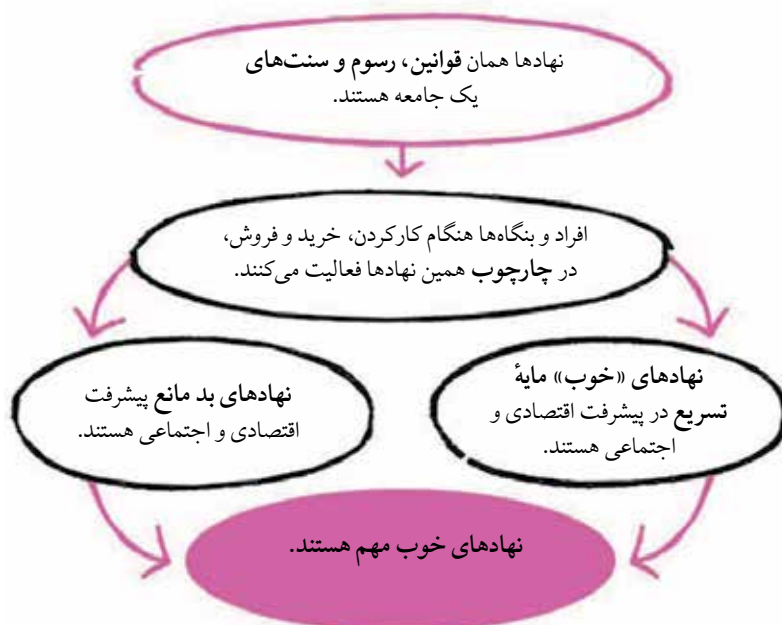 نهادها همان قوانین، رسوم و سنت‌های
یک جامعه هستند.
افراد و بنگاه‌ها هنگام کارکردن، خرید و فروش،
در چارچوب همین نهادها فعالیت می‌کنند.
نهادهای «خوب» مایهٔ
تسریع در پیشرفت اقتصادی و
اجتماعی هستند.
نهادهای بد مانع پیشرفت
اقتصادی و اجتماعی هستند.
نهادهای خوب مهم هستند.